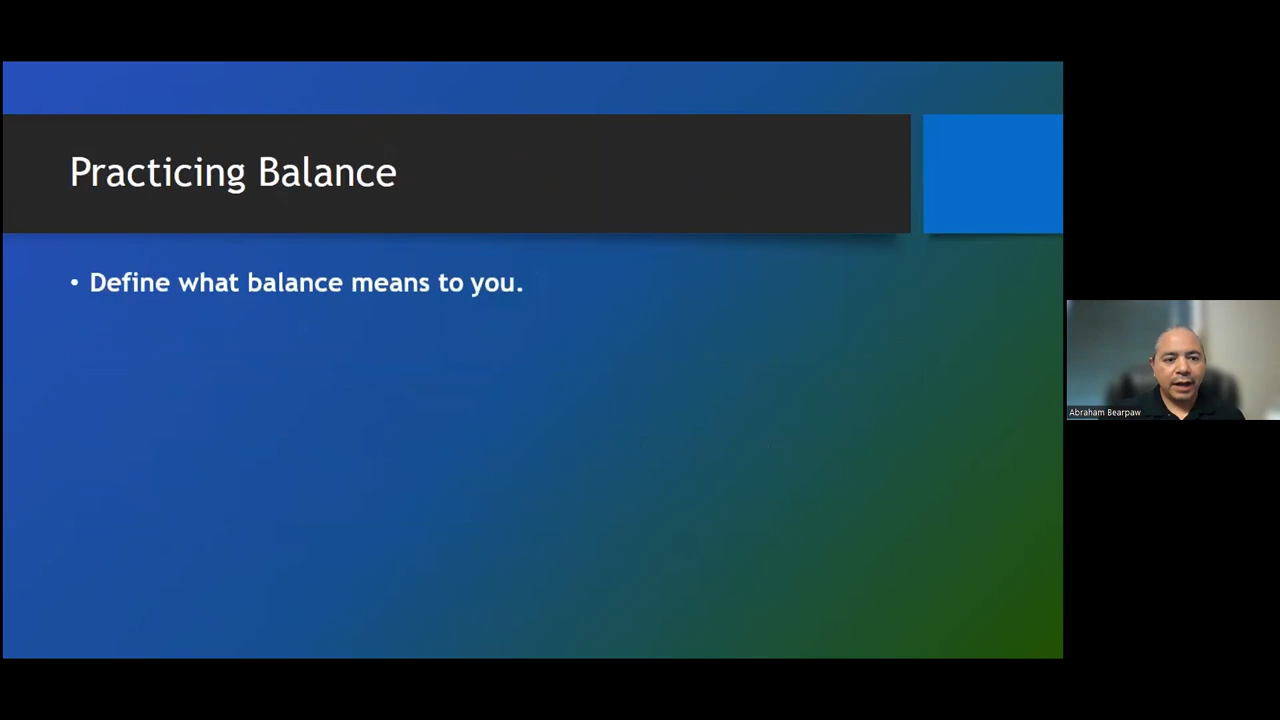 Practicing Balance
• Define what balance means to you.
Abraham Bearpaw